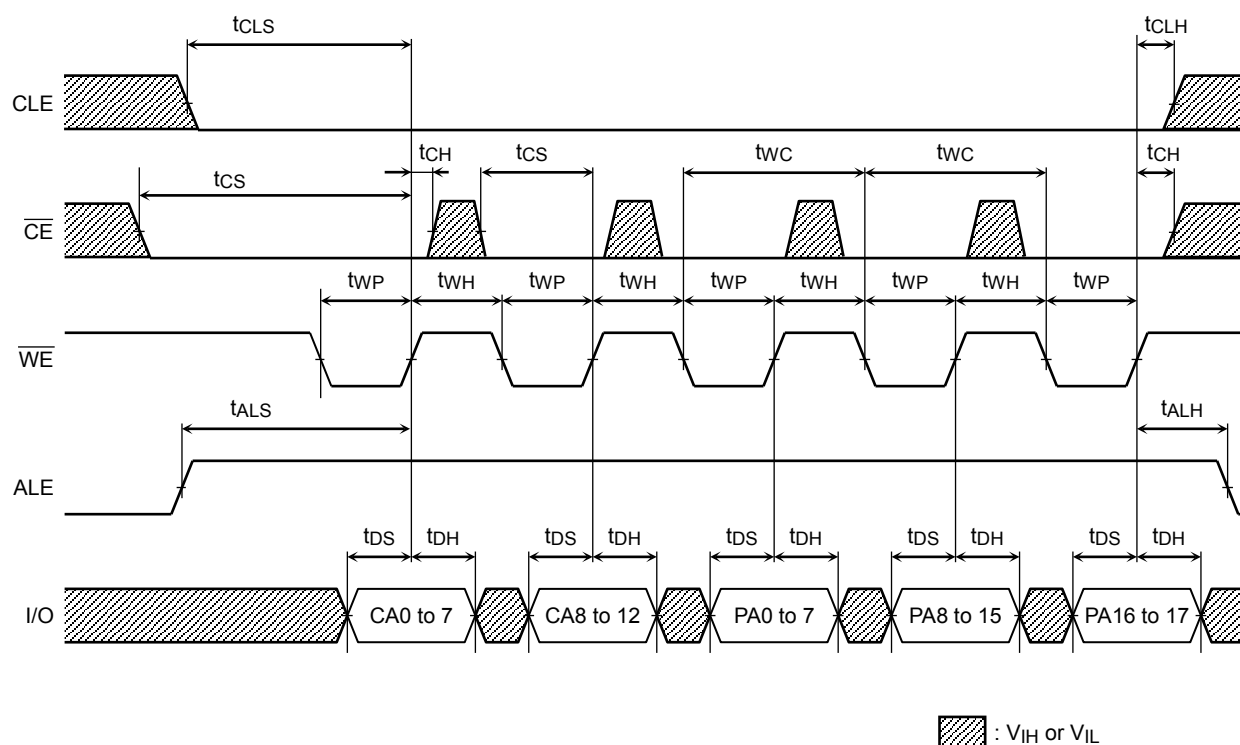 tCLS tCLH
CLE
tCH tCS tWC tWC tCH
tCS
CE
tWP tWH tWP tWH tWP tWH tWP tWH tWP
WE
tALS tALH
ALE
tDS tDH tDS tDH tDS tDH tDS tDH tDS tDH
I/O CA0 to 7 CA8 to 12 PA0 to 7 PA8 to 15 PA16 to 17
: VIH or VIL